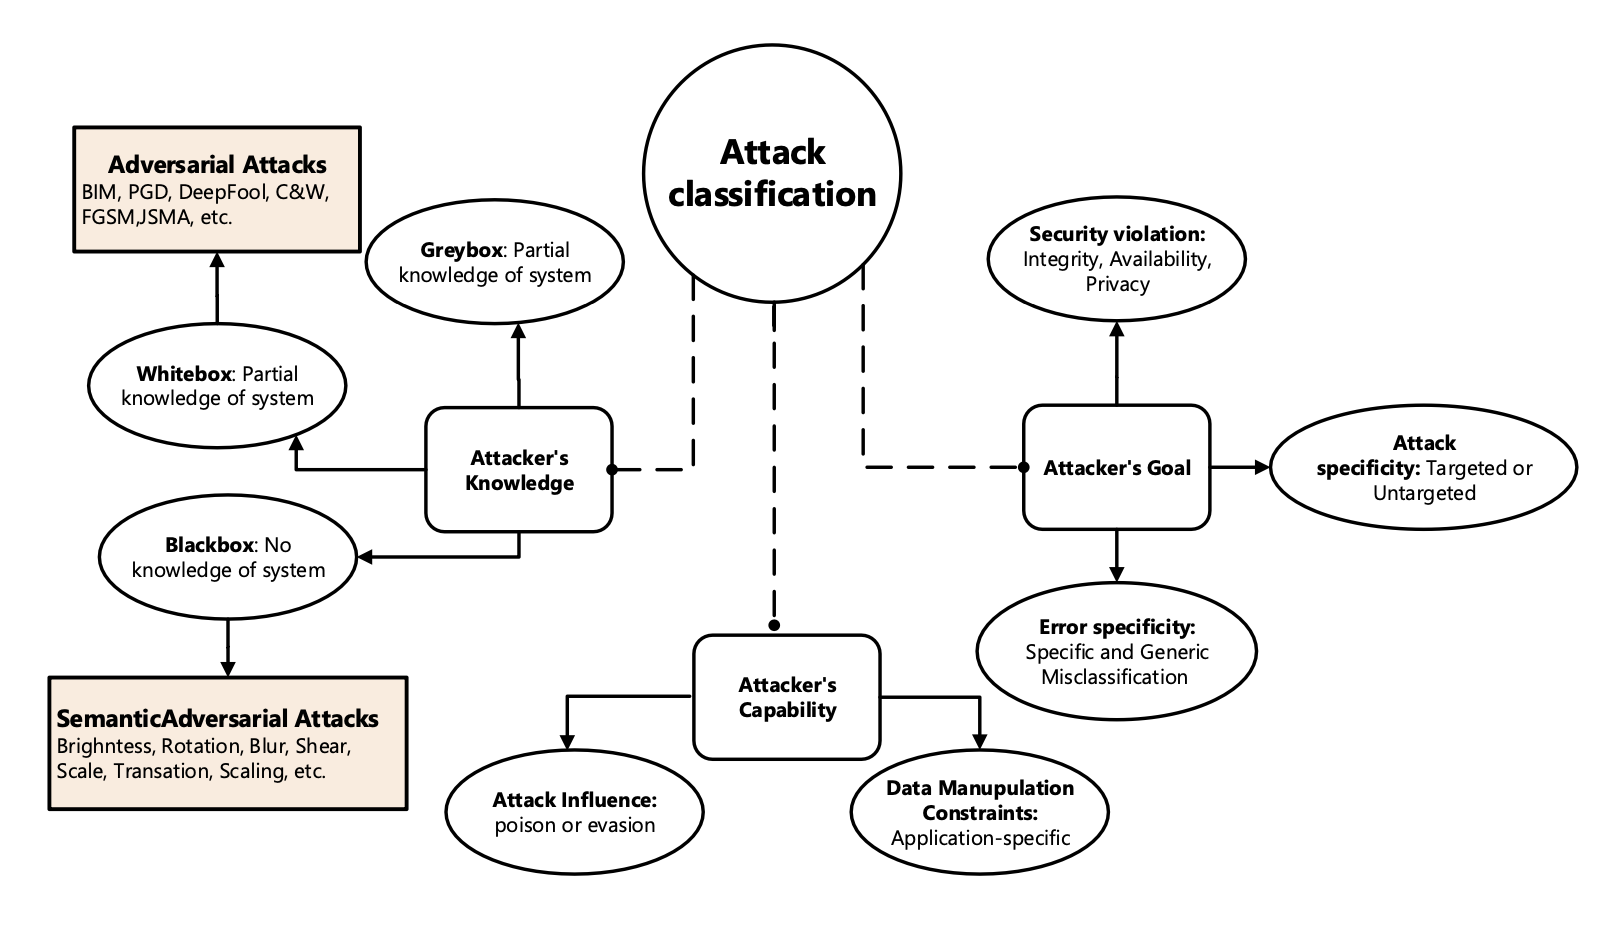 Attack
classification
Adversarial Attacks
BIM, PGD, DeepFool, C&W,
FGSM,JSMA, etc.
Greybox: Partial
knowledge of system
Whitebox: Partial
knowledge of system
Attacker's
Knowledge
Blackbox: No
knowledge of system
SemanticAdversarial Attacks
Brighntess, Rotation, Blur, Shear,
Scale, Transation, Scaling, etc.
Attacker's
Capability
Attack Influence:
poison or evasion
Data Manupulation
Constraints:
Application-specific
Security violation:
Integrity, Availability,
Privacy
Attacker's Goal
Attack
specificity: Targeted or
Untargeted
Error specificity:
Specific and Generic
Misclassification